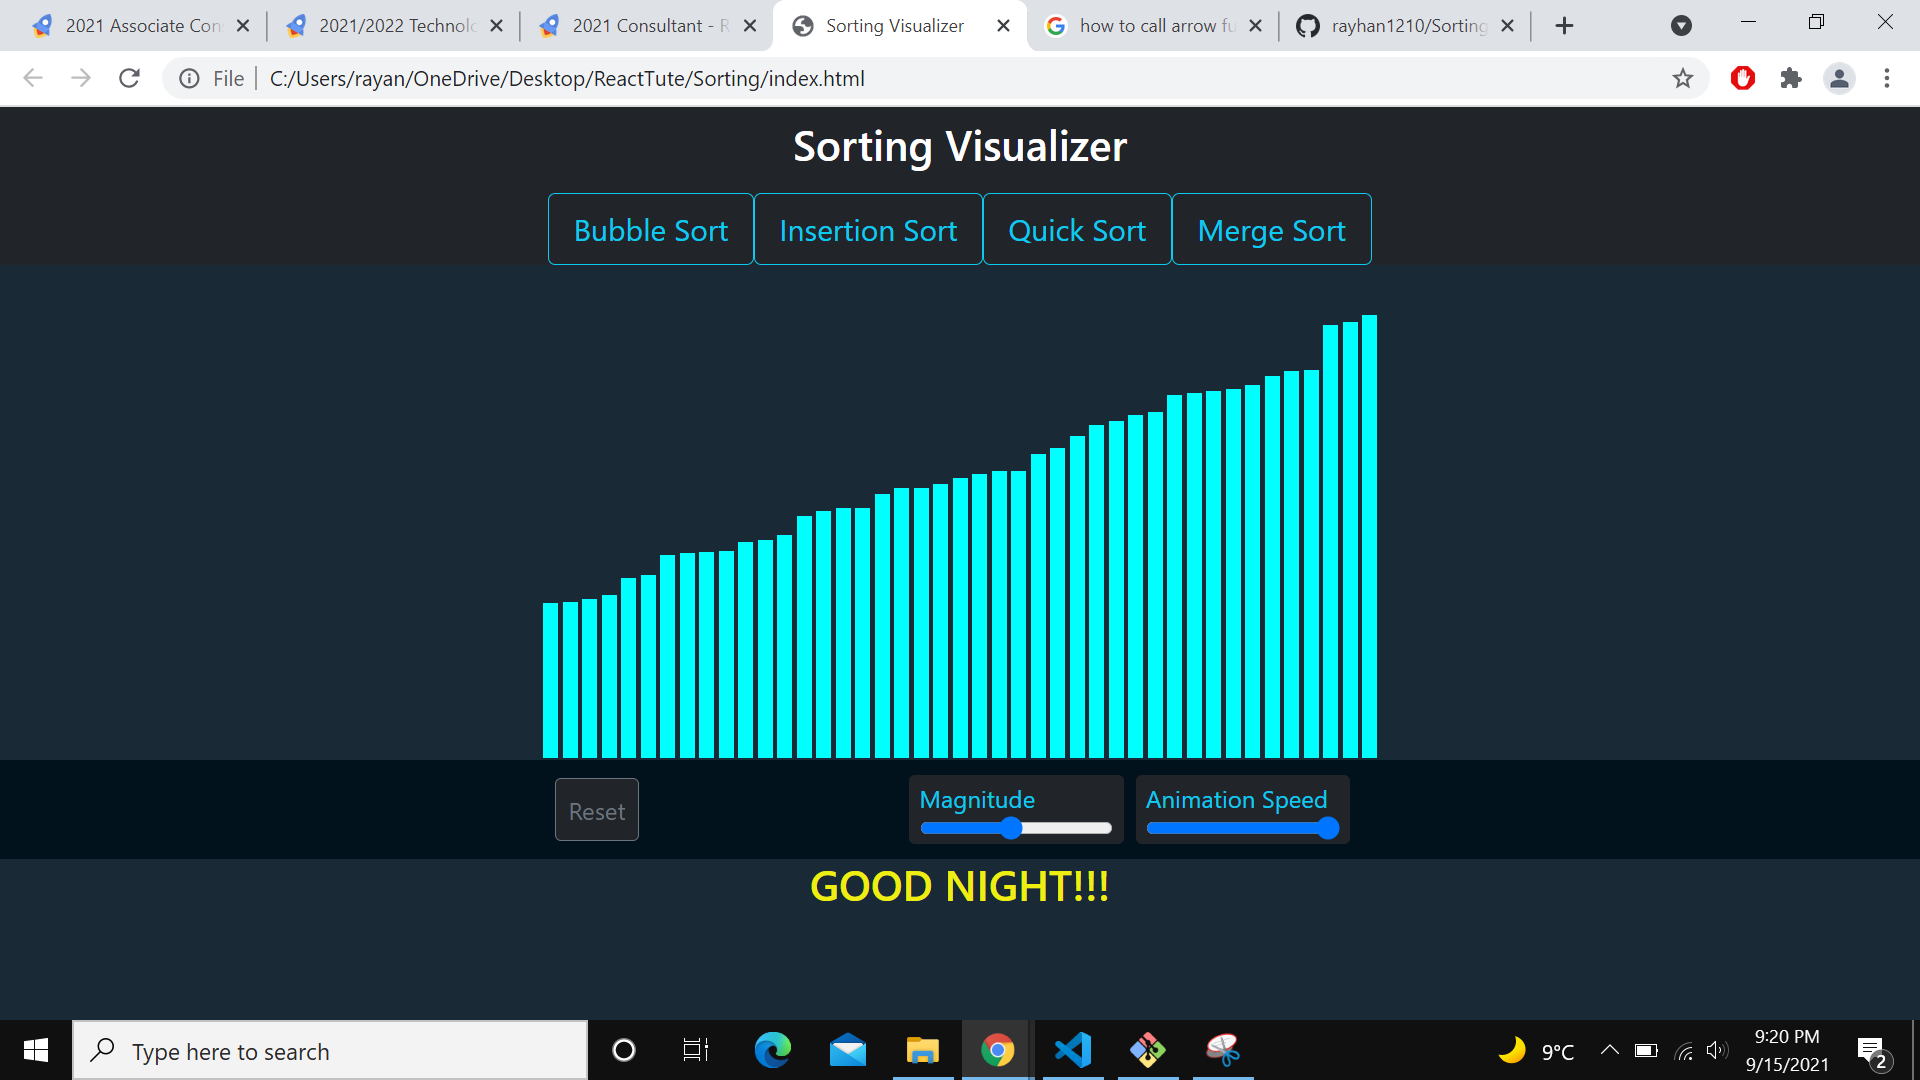 2021 Associate Con
2021/2022 Technolo
2021 Consultant - R
Sorting Visualizer
how to call arrow fu
rayhan1210/Sorting
File
C:/Users/rayan/OneDrive/Desktop/ReactTute/Sorting/index.html
Sorting Visualizer
Bubble Sort
Insertion Sort
Quick Sort
Merge Sort
Reset
Magnitude
Animation Speed
GOOD NIGHT!!!
Type here to search
9°C
9:20 PM
9/15/2021
2